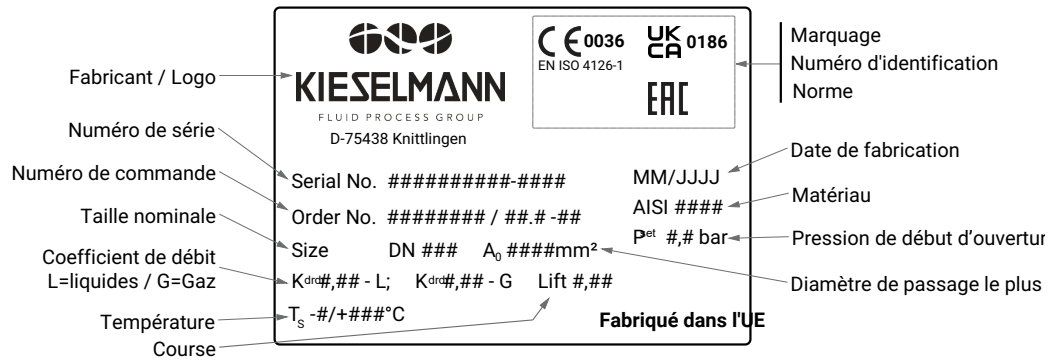 Fabricant / Logo
Numéro de série
Numéro de commande
Taille nominale
Coefficient de débit
L=liquides / G=Gaz
Température
Course
KIESELMANN
FLUID PROCESS GROUP
D-75438 Knittlingen
CE 0036
EN ISO 4126-1
UK CA 0186
EAC
Serial No. ##########-####
Order No. ######## / ##.# -##
Size DN ### A0 ####mm²
Kdrd#,## - L; Kdrd#,## - G Lift #,##
TS -#/+###°C
MM/JJJJ
AISI ####
Pset #,# bar
Fabriqué dans l'UE
Marquage
Numéro d'identification
Norme
Date de fabrication
Matériau
Pression de début d’ouvertur
Diamètre de passage le plus